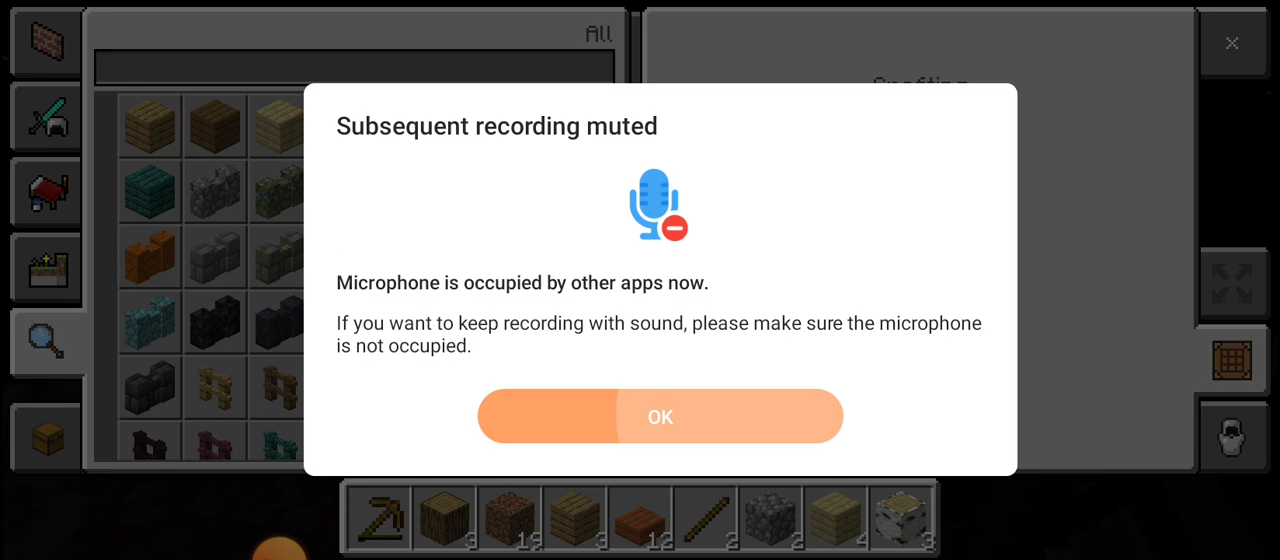 All
Crafting
Subsequent recording muted
Microphone is occupied by other apps now.
If you want to keep recording with sound, please make sure the microphone
is not occupied.
OK
3
19
3
12
2
2
4
3